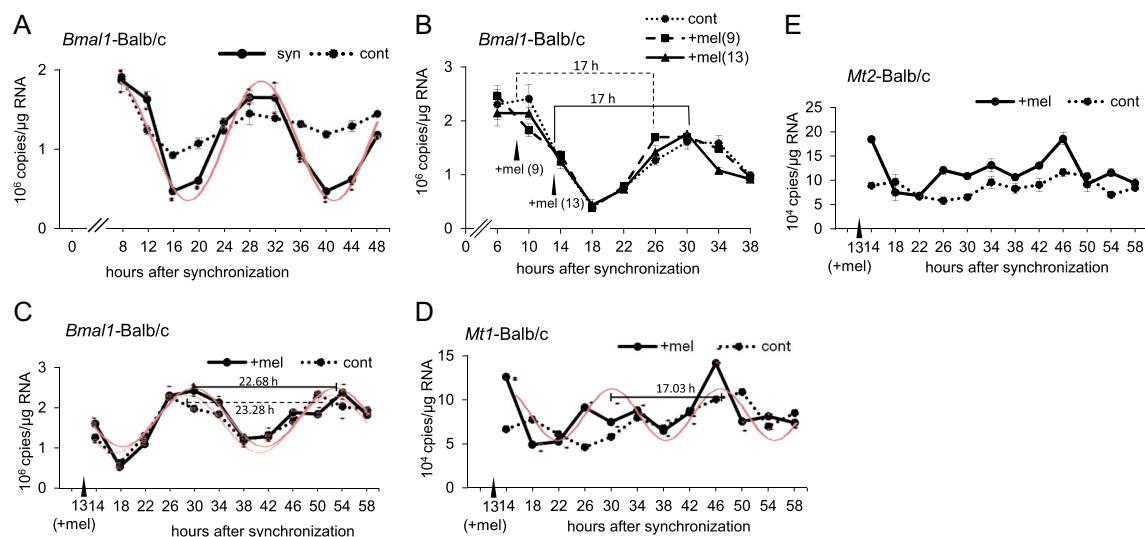 A
Bmal1-Balb/c
syn cont
10⁶ copies/µg RNA
2
1
0
0 8 12 16 20 24 28 32 36 40 44 48
hours after synchronization
B
Bmal1-Balb/c
cont
+mel(9)
+mel(13)
10⁶ copies/µg RNA
3
2
1
0
17 h
17 h
+mel (9)
+mel (13)
0 6 10 14 18 22 26 30 34 38
hours after synchronization
E
Mt2-Balb/c
+mel cont
10⁴ cpies/µg RNA
25
20
15
10
5
0
1314 18 22 26 30 34 38 42 46 50 54 58
(+mel) hours after synchronization
C
Bmal1-Balb/c
+mel cont
10⁶ cpies/µg RNA
3
2
1
0
22.68 h
23.28 h
1314 18 22 26 30 34 38 42 46 50 54 58
(+mel) hours after synchronization
D
Mt1-Balb/c
+mel cont
10⁴ cpies/µg RNA
15
10
5
0
17.03 h
1314 18 22 26 30 34 38 42 46 50 54 58
(+mel) hours after synchronization